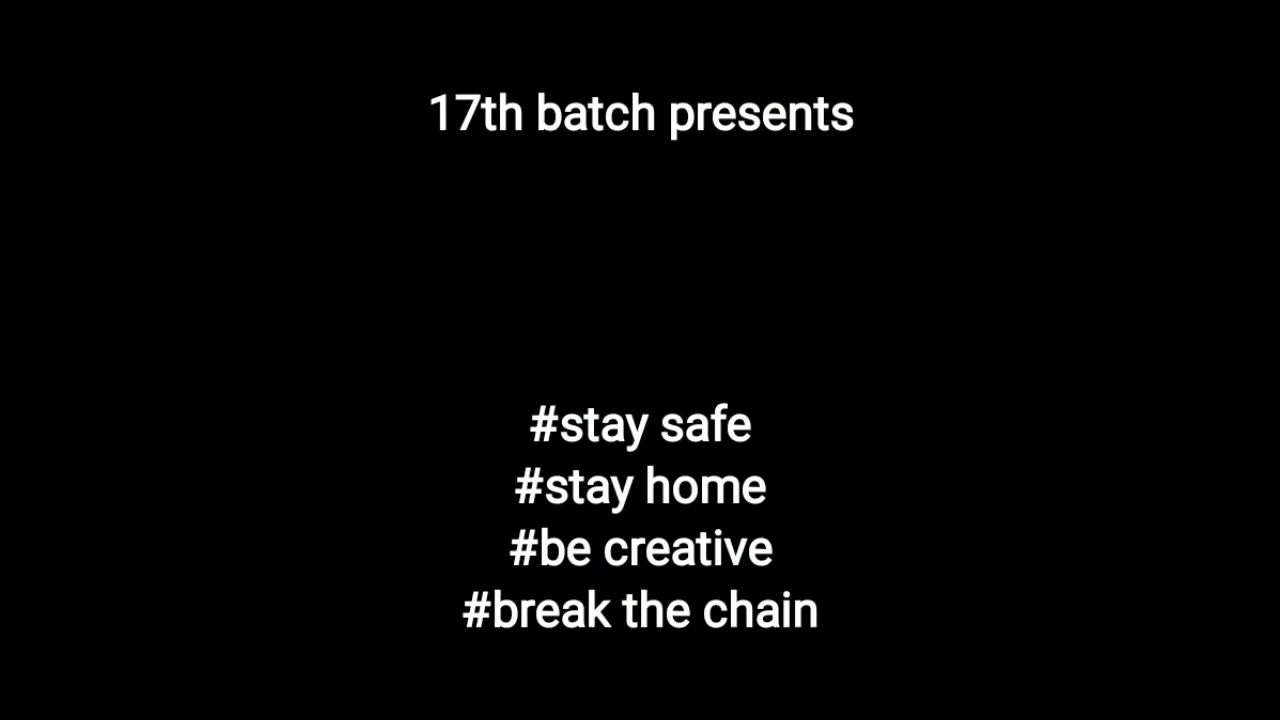 17th batch presents
#stay safe
#stay home
#be creative
#break the chain